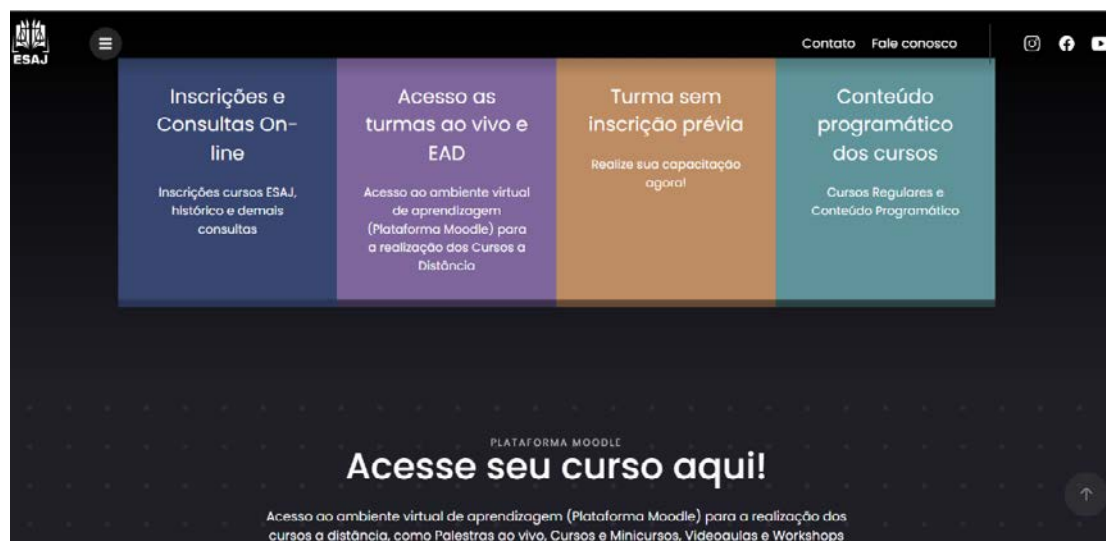 ESAJ
Contato Fale conosco
Inscrições e
Consultas On-
line
Inscrições cursos ESAJ,
histórico e demais
consultas
Acesso as
turmas ao vivo e
EAD
Acesso ao ambiente virtual
de aprendizagem
(Plataforma Moodle) para
a realização dos Cursos a
Distância
Turma sem
inscrição prévia
Realize sua capacitação
agora!
Conteúdo
programático
dos cursos
Cursos Regulares e
Conteúdo Programático
PLATAFORMA MOODLE
Acesse seu curso aqui!
Acesso ao ambiente virtual de aprendizagem (Plataforma Moodle) para a realização dos
cursos a distância, como Palestras ao vivo, Cursos e Minicursos, Videoaulas e Workshops